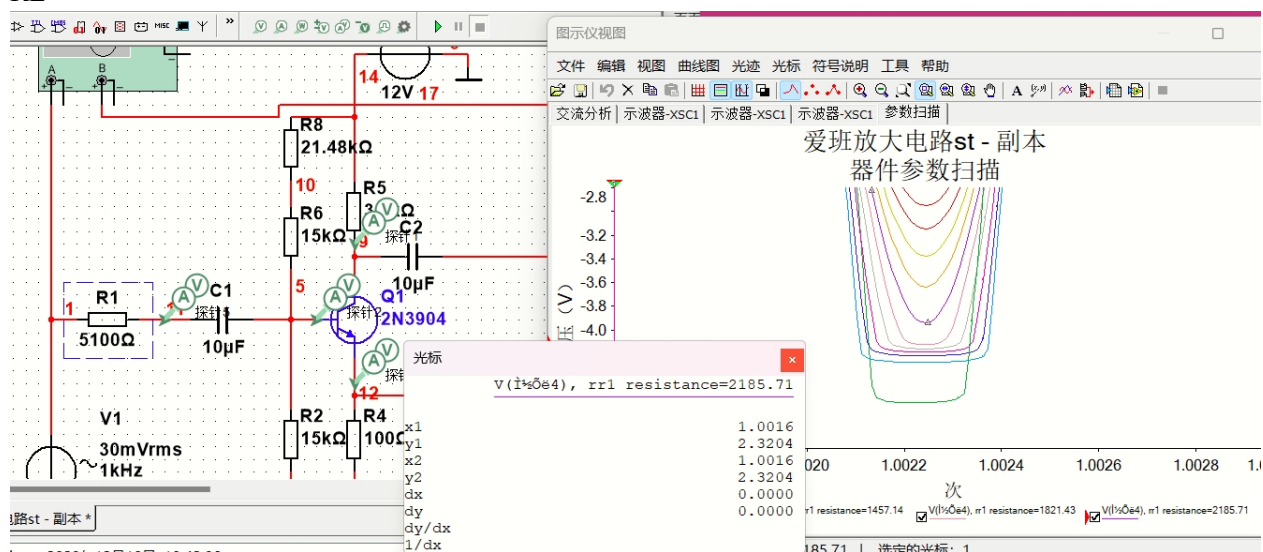 MISC
»
A
B
14
12V 17
R8
21.48kΩ
10
R5
R6
15kΩ
C2
10μF
9
5
Q1
2N3904
R1
1
5100Ω
C1
10μF
12
R2
15kΩ
R4
V1
30mVrms
1kHz
路st - 副本 *
图示仪视图
文件 编辑 视图 曲线图 光迹 光标 符号说明 工具 帮助
交流分析 示波器-XSC1 示波器-XSC1 示波器-XSC1 参数扫描
爱班放大电路st - 副本
器件参数扫描
-2.8
-3.2
-3.4
-3.6
-3.8
-4.0
压 (V)
光标
V(Ì½Õë4), rr1 resistance=2185.71
x1 1.0016
y1 2.3204
x2 1.0016
y2 2.3204
dx 0.0000
dy 0.0000
dy/dx
1/dx
020 1.0022 1.0024 1.0026 1.0028
次
rr1 resistance=1457.14 V(Ì½Õë4), rr1 resistance=1821.43 V(Ì½Õë4), rr1 resistance=2185.71
185.71 | 选定的光标: 1